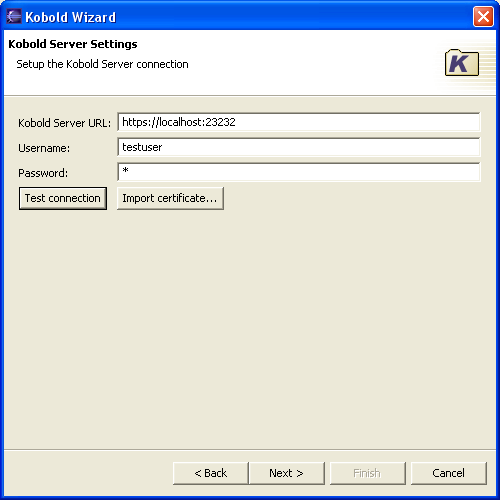 Kobold Wizard
Kobold Server Settings
Setup the Kobold Server connection
K
Kobold Server URL: https://localhost:23232
Username: testuser
Password: *
Test connection Import certificate...
< Back Next > Finish Cancel